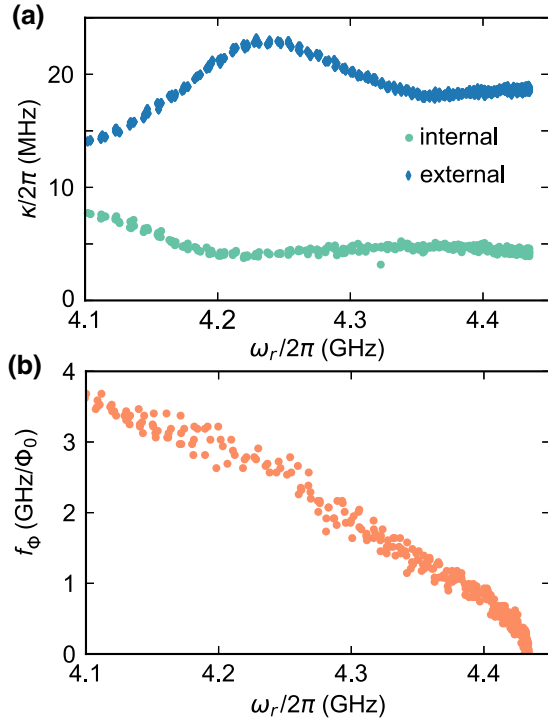 (a)
20
10
5
0
κ/2π (MHz)
internal
external
4.1 4.2 4.3 4.4
ω_r/2π (GHz)
(b)
4
3
2
1
0
f_Φ (GHz/Φ_0)
4.1 4.2 4.3 4.4
ω_r/2π (GHz)